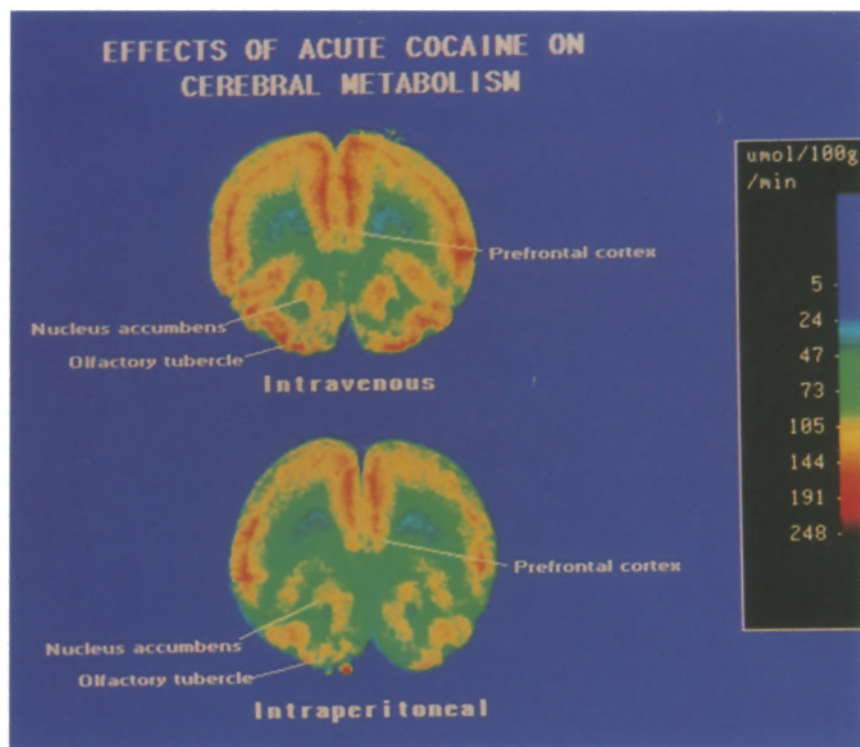 EFFECTS OF ACUTE COCAINE ON
CEREBRAL METABOLISM
Prefrontal cortex
Nucleus accumbens
Olfactory tubercle
Intravenous
Prefrontal cortex
Nucleus accumbens
Olfactory tubercle
Intraperitoneal
umol/100g
/min
5
24
47
73
105
144
191
248